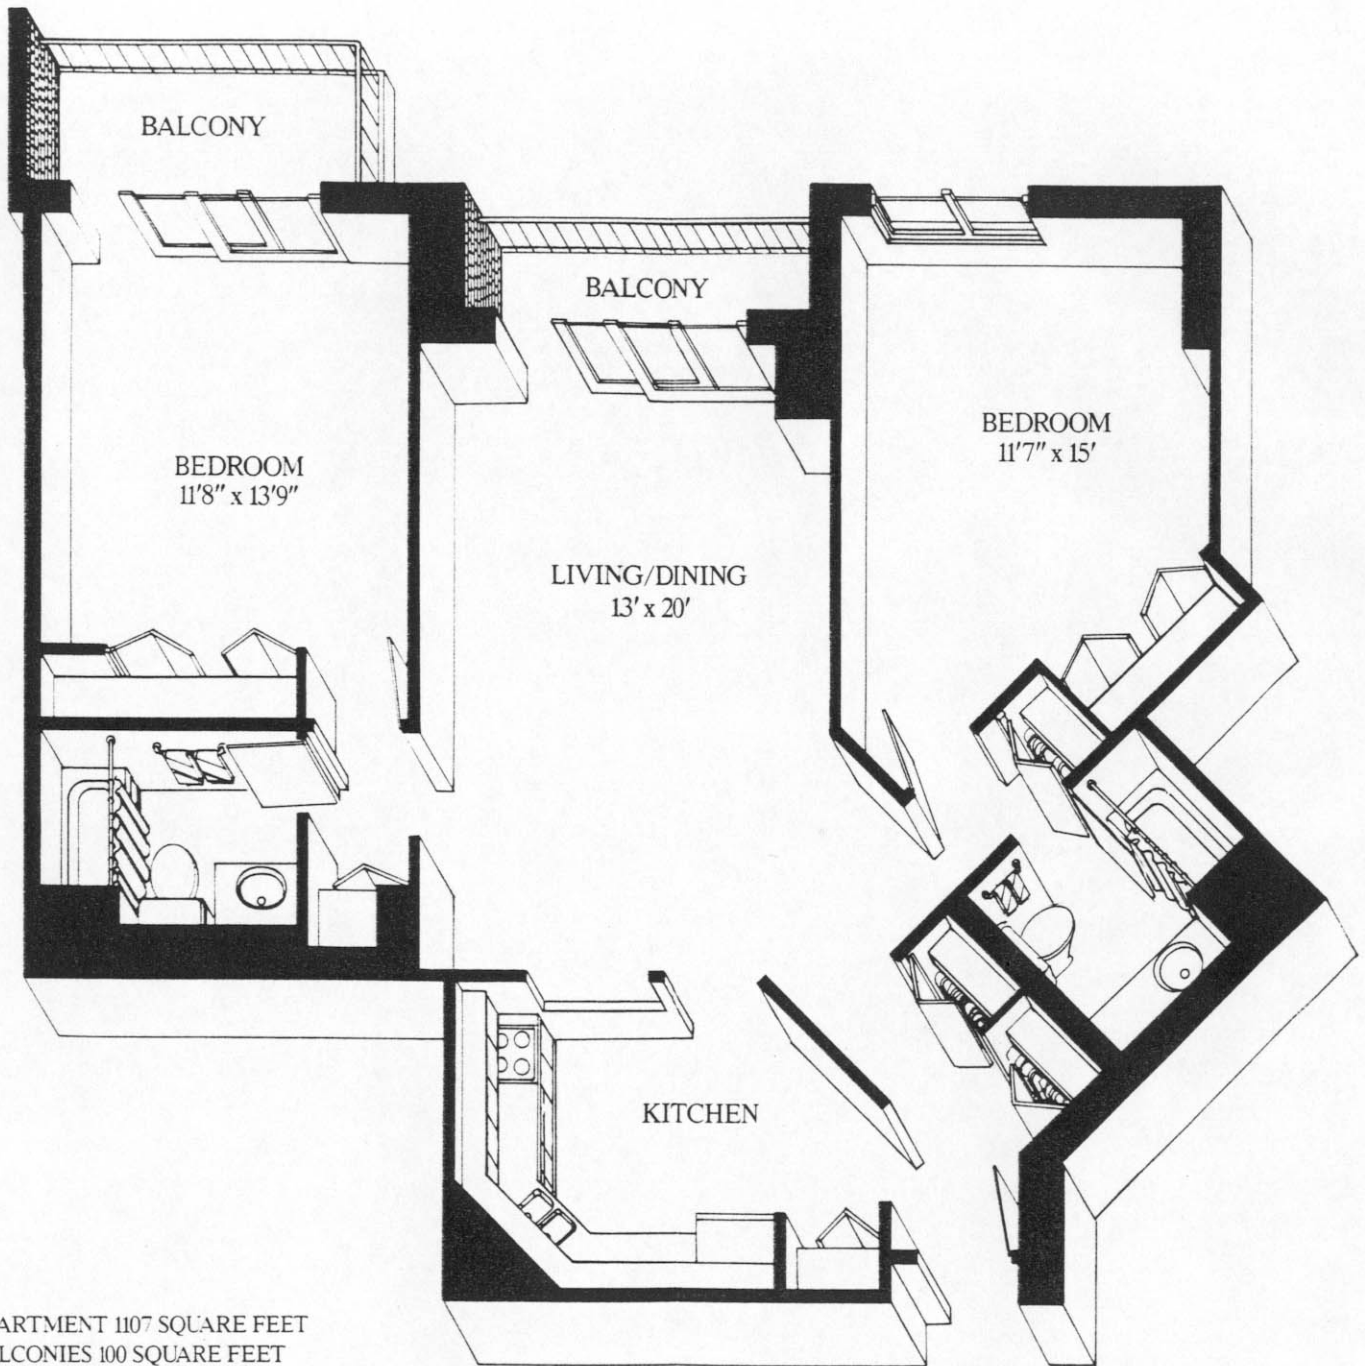 BALCONY
BALCONY
BEDROOM
11'7" x 15'
BEDROOM
11'8" x 13'9"
LIVING/DINING
13' x 20'
KITCHEN
ARTMENT 1107 SQUARE FEET
LCONIES 100 SQUARE FEET